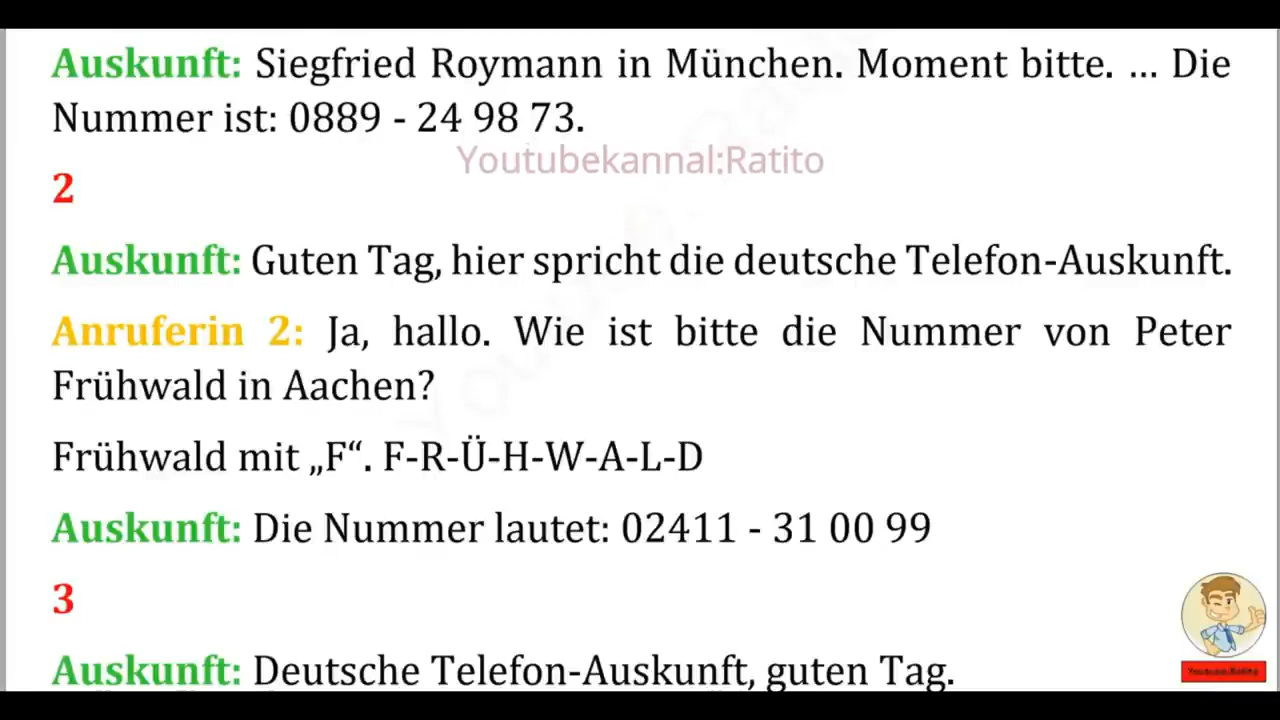 Auskunft: Siegfried Roymann in München. Moment bitte. ... Die
Nummer ist: 0889 - 24 98 73.
Youtubekannal:Ratito
2
Auskunft: Guten Tag, hier spricht die deutsche Telefon-Auskunft.
Anruferin 2: Ja, hallo. Wie ist bitte die Nummer von Peter
Frühwald in Aachen?
Frühwald mit „F“. F-R-Ü-H-W-A-L-D
Auskunft: Die Nummer lautet: 02411 - 31 00 99
3
Auskunft: Deutsche Telefon-Auskunft, guten Tag.